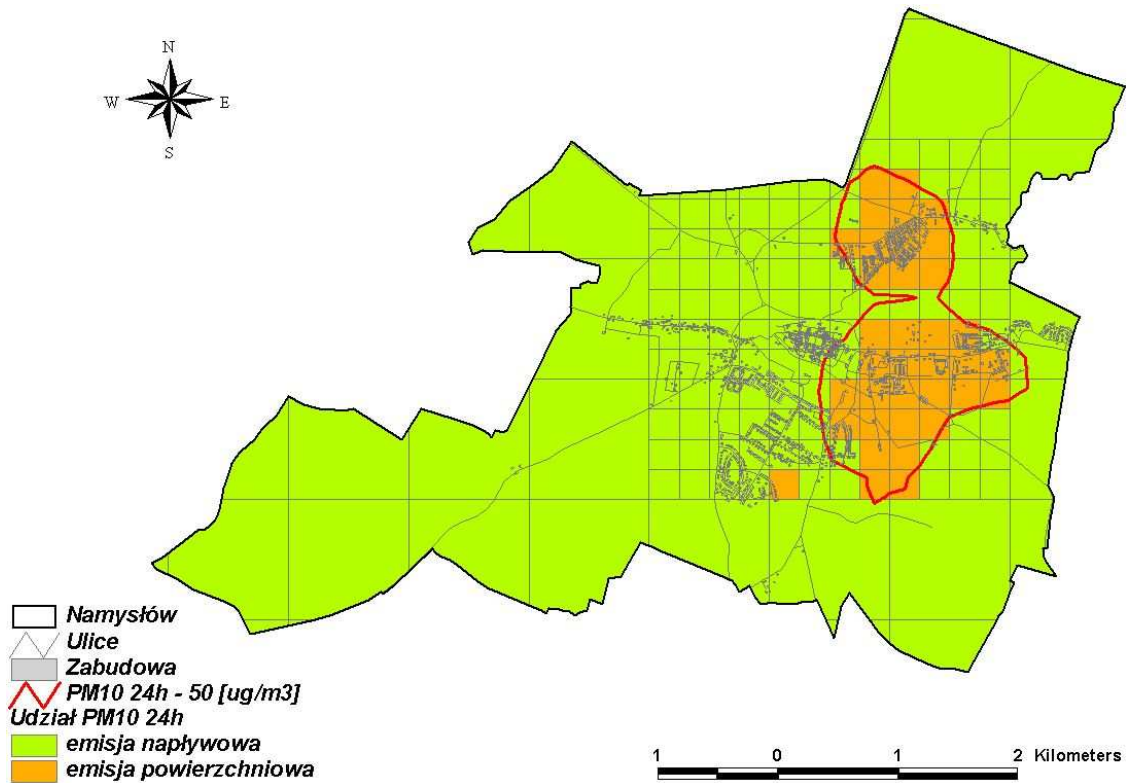 N
W E
S
Namysłów
Ulice
Zabudowa
PM10 24h - 50 [ug/m3]
Udział PM10 24h
emisja napływowa
emisja powierzchniowa
1 0 1 2 Kilometers